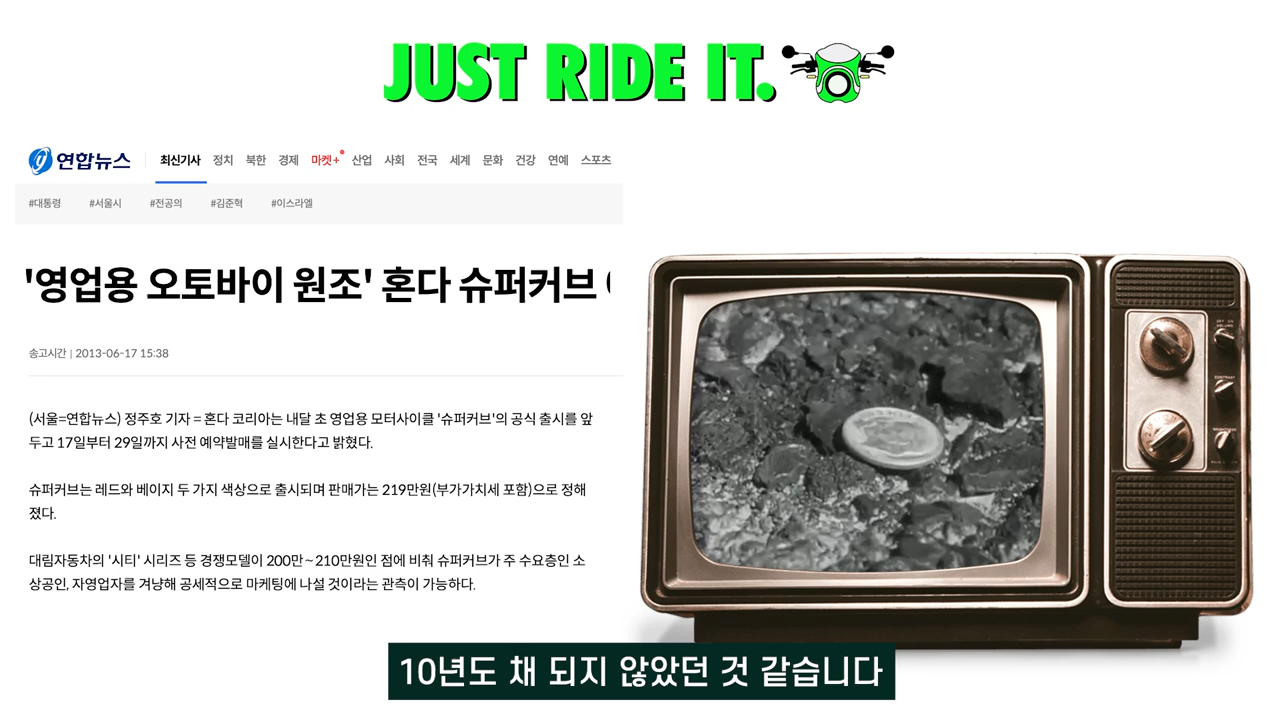 JUST RIDE IT.
연합뉴스
최신기사 정치 북한 경제 마켓+ 산업 사회 전국 세계 문화 건강 연예 스포츠
#대통령 #서울시 #전공의 #김준혁 #이스라엘
'영업용 오토바이 원조' 혼다 슈퍼커브
송고시간 | 2013-06-17 15:38
(서울=연합뉴스) 정주호 기자 = 혼다 코리아는 내달 초 영업용 모터사이클 '슈퍼커브'의 공식 출시를 앞
두고 17일부터 29일까지 사전 예약발매를 실시한다고 밝혔다.
슈퍼커브는 레드와 베이지 두 가지 색상으로 출시되며 판매가는 219만원(부가가치세 포함)으로 정해
졌다.
대림자동차의 '시티' 시리즈 등 경쟁모델이 200만~210만원인 점에 비춰 슈퍼커브가 주 수요층인 소
상공인, 자영업자를 겨냥해 공세적으로 마케팅에 나설 것이라는 관측이 가능하다.
CONTRAST
10년도 채 되지 않았던 것 같습니다